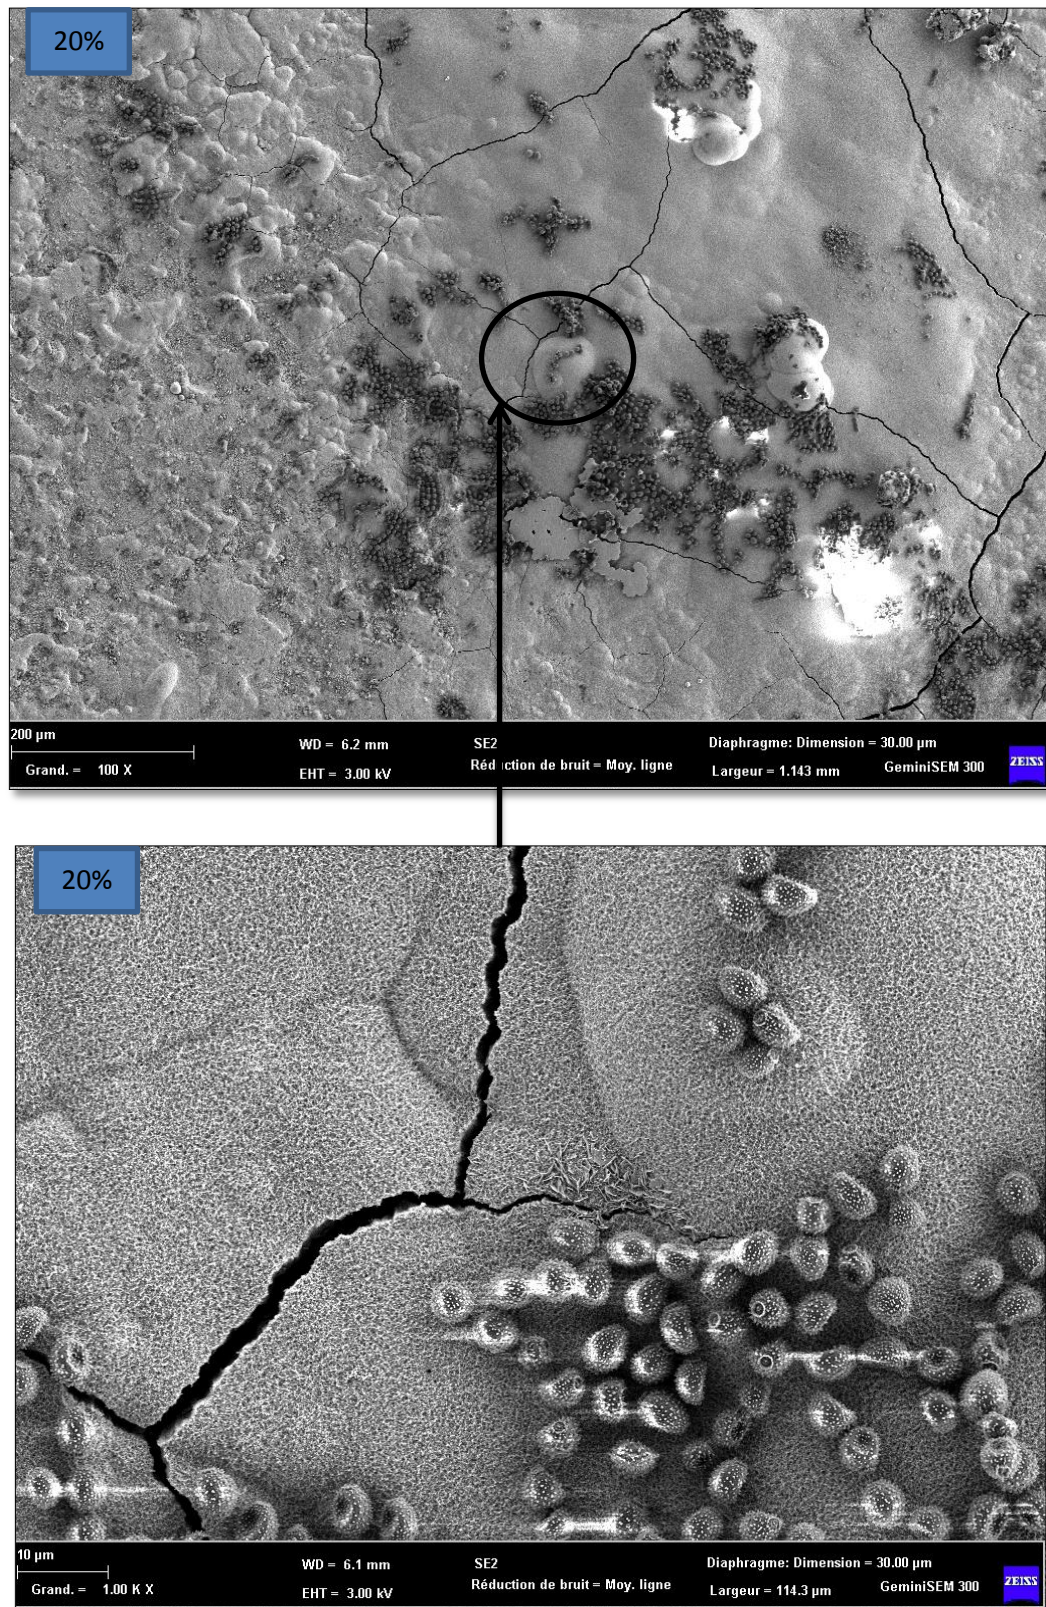 20%
200 µm
Grand. = 100 X
WD = 6.2 mm
EHT = 3.00 kV
SE2
Réduction de bruit = Moy. ligne
Diaphragme: Dimension = 30.00 µm
Largeur = 1.143 mm
GeminiSEM 300
ZEISS
20%
10 µm
Grand. = 1.00 K X
WD = 6.1 mm
EHT = 3.00 kV
SE2
Réduction de bruit = Moy. ligne
Diaphragme: Dimension = 30.00 µm
Largeur = 114.3 µm
GeminiSEM 300
ZEISS